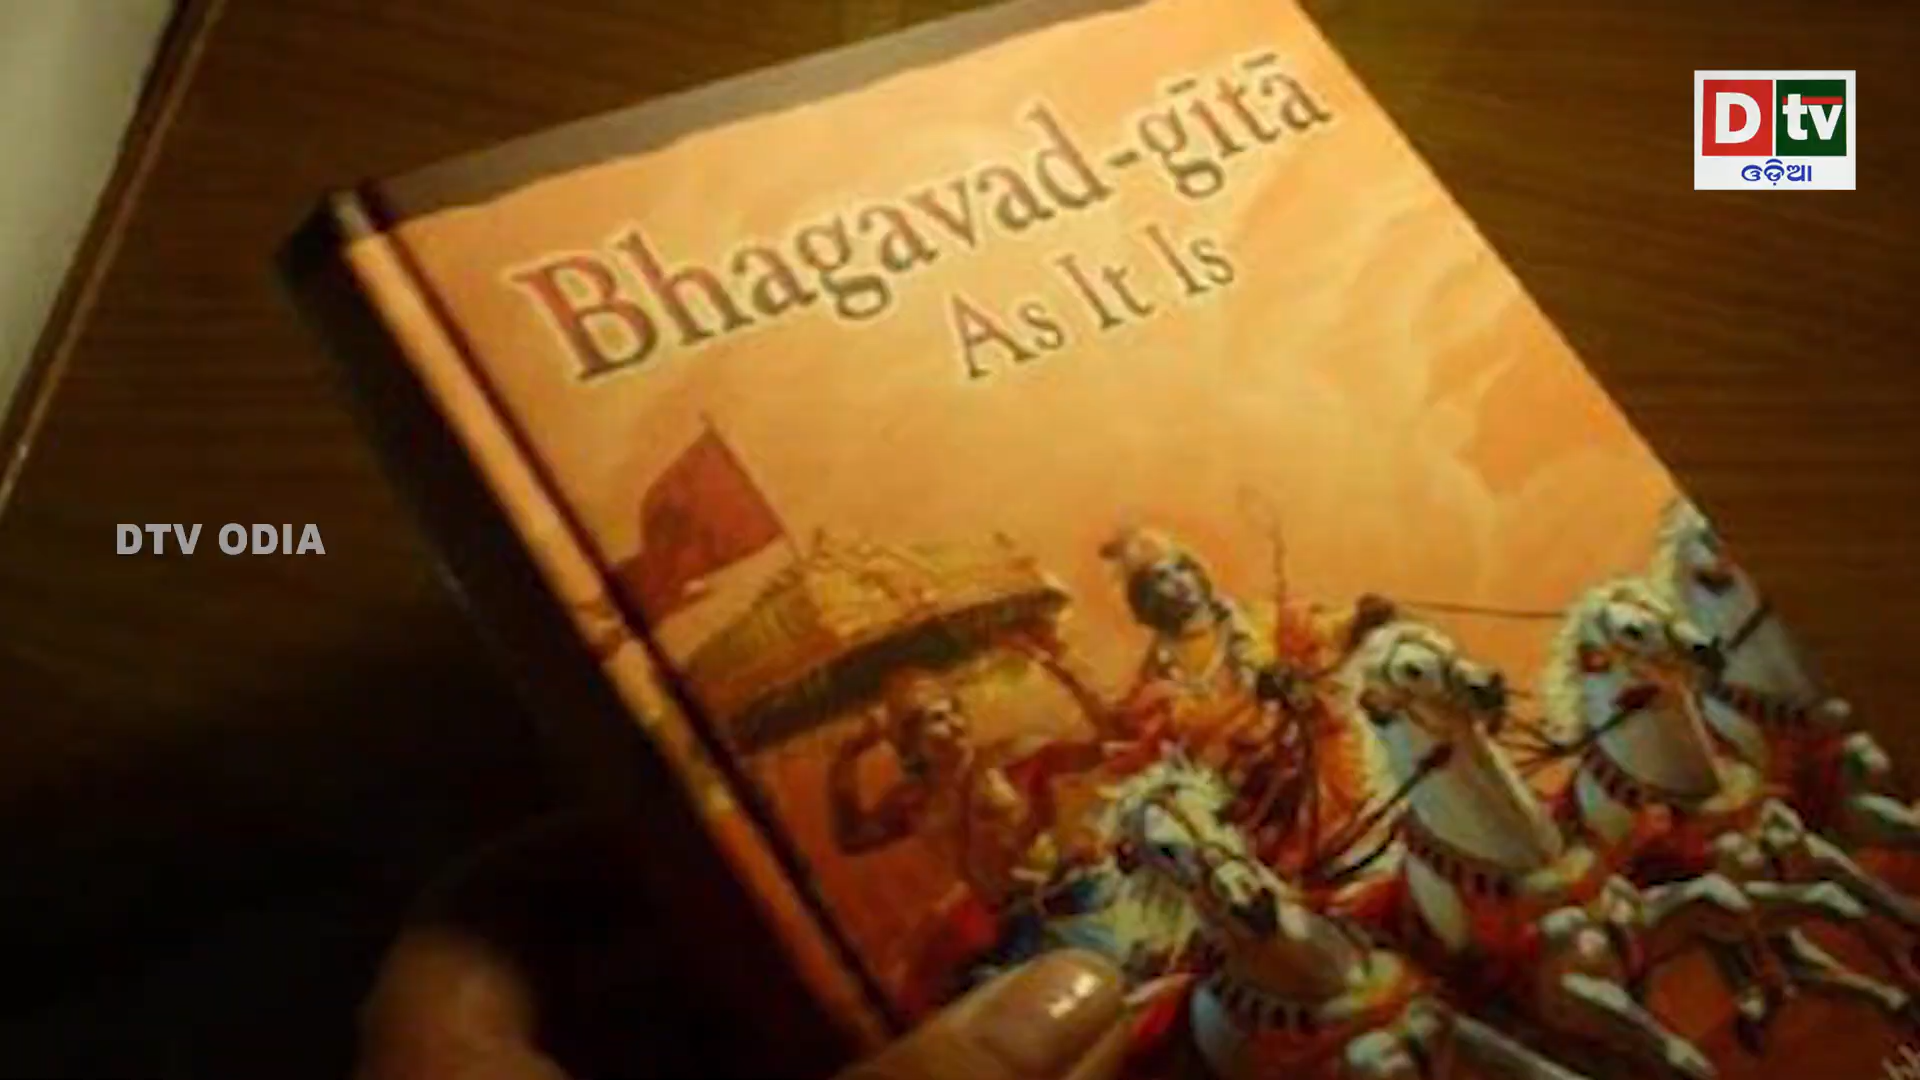 Bhagavad-gītā
As It Is
D tv
ଓଡ଼ିଆ
DTV ODIA